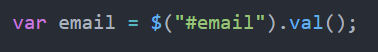 var email = $("#email").val();